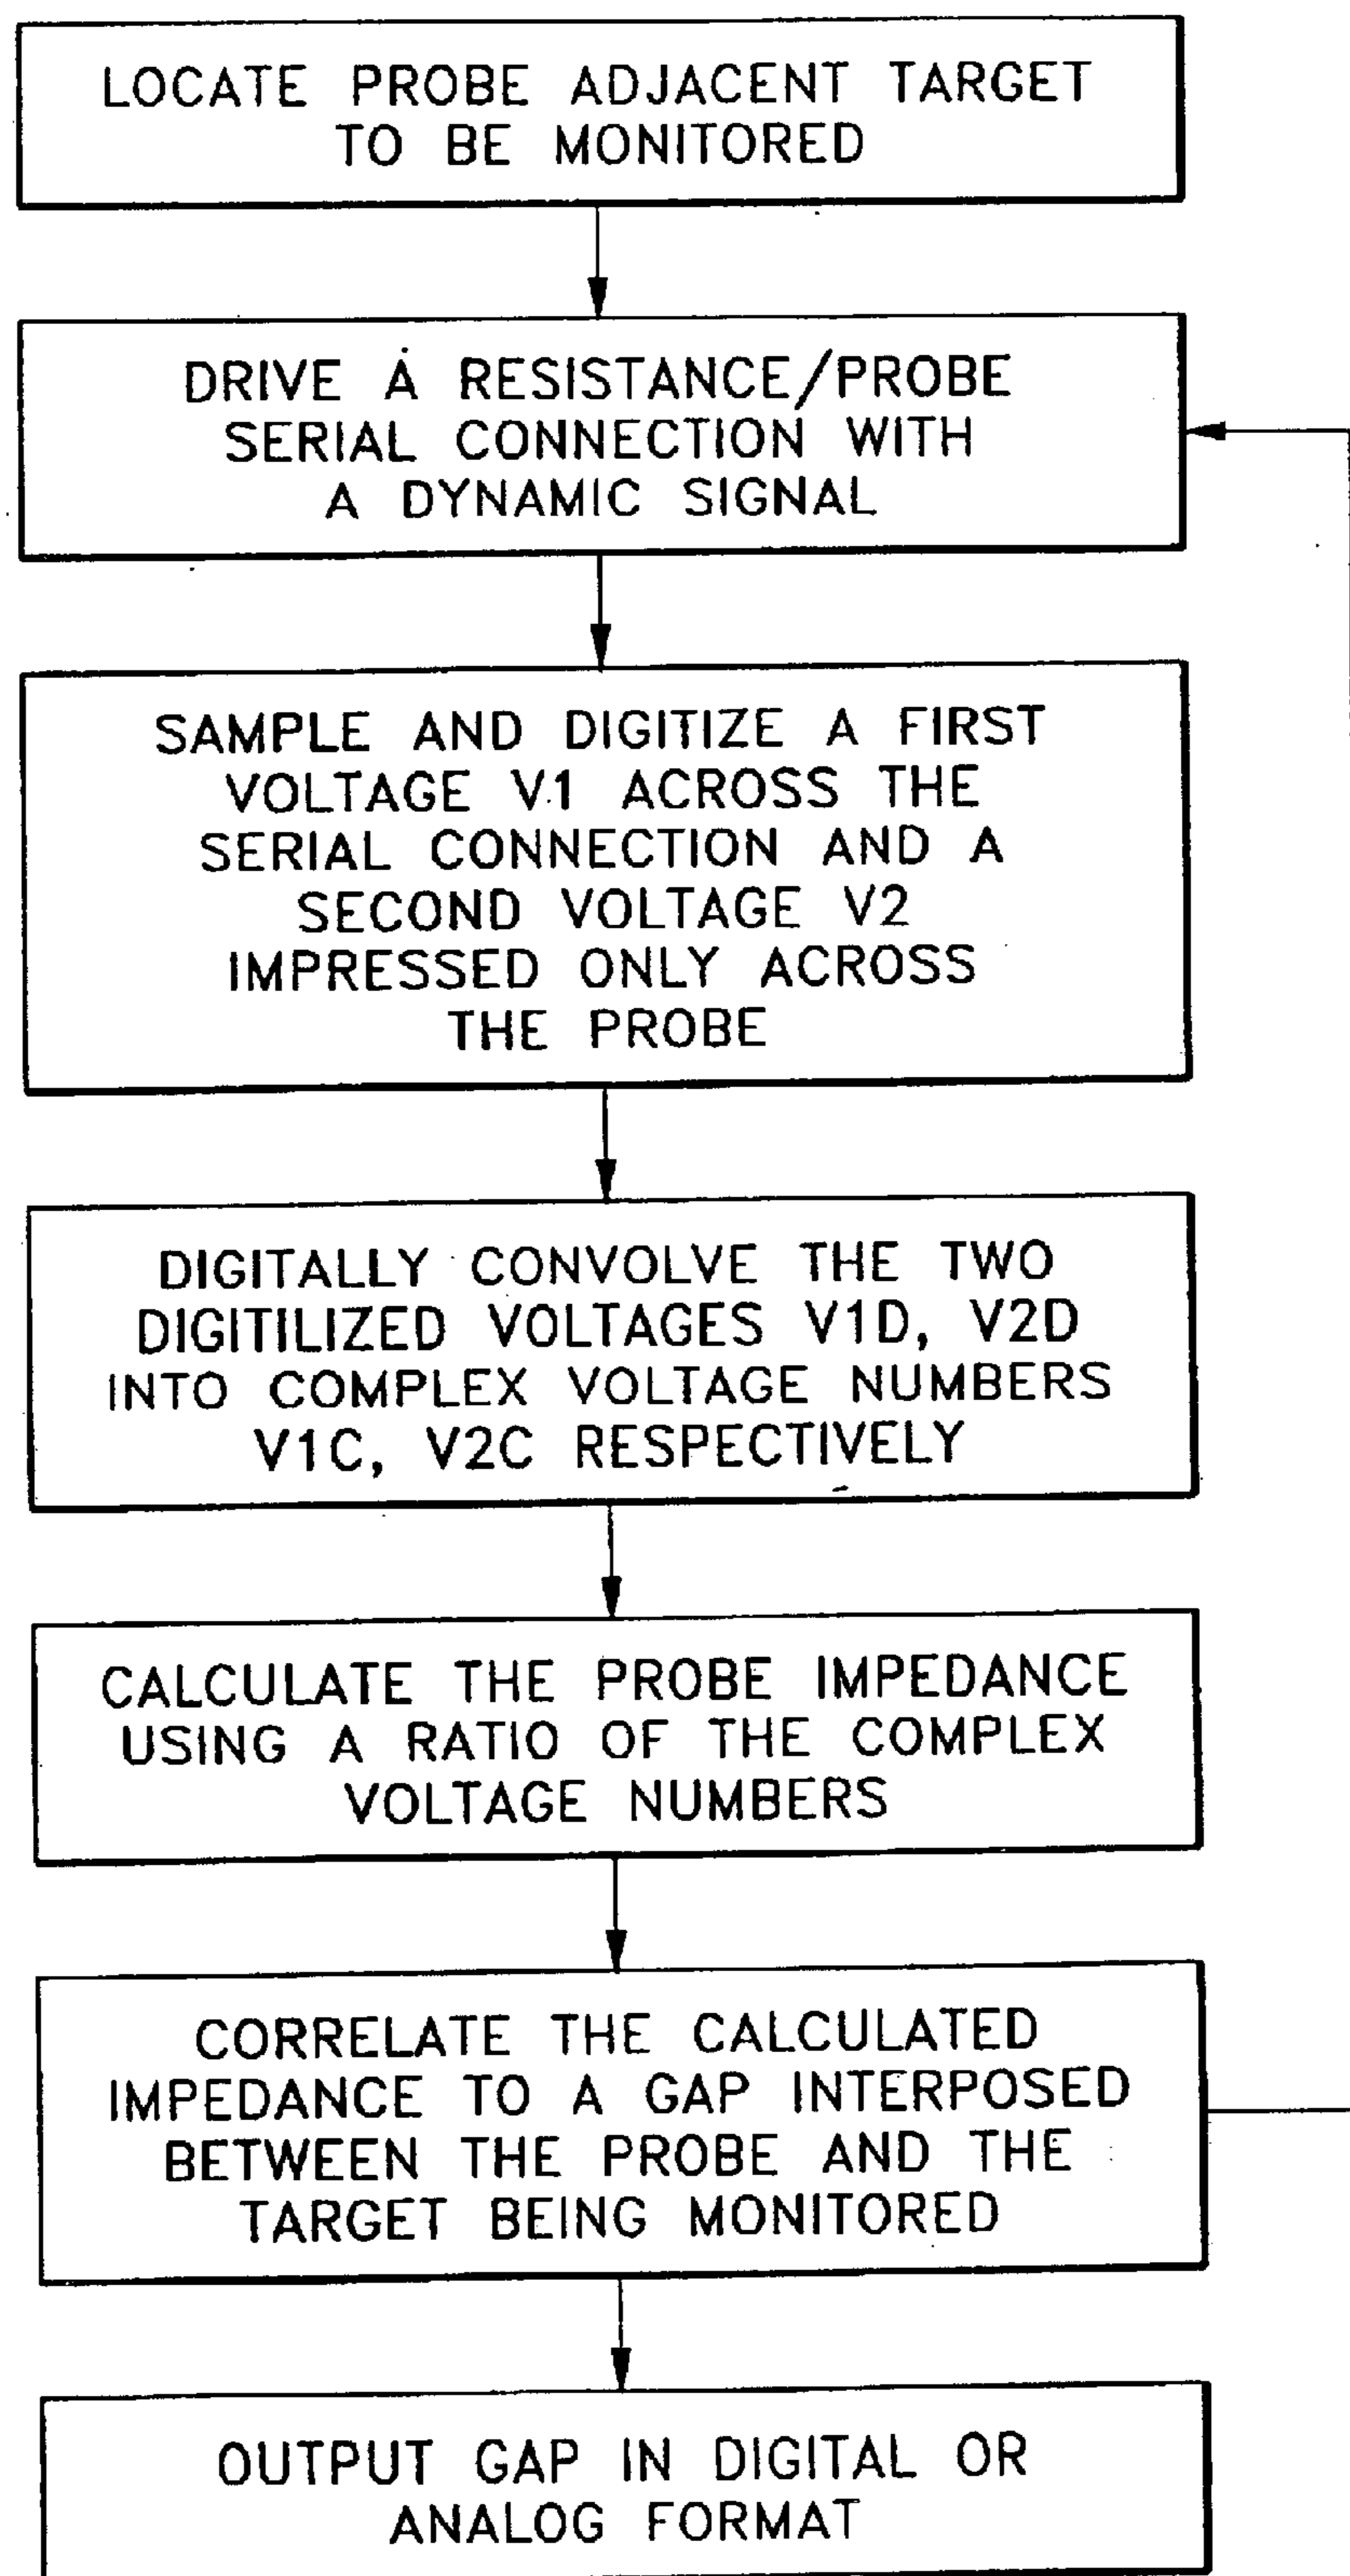 LOCATE PROBE ADJACENT TARGET
TO BE MONITORED
DRIVE A RESISTANCE/PROBE
SERIAL CONNECTION WITH
A DYNAMIC SIGNAL
SAMPLE AND DIGITIZE A FIRST
VOLTAGE V1 ACROSS THE
SERIAL CONNECTION AND A
SECOND VOLTAGE V2
IMPRESSED ONLY ACROSS
THE PROBE
DIGITALLY CONVOLVE THE TWO
DIGITILIZED VOLTAGES V1D, V2D
INTO COMPLEX VOLTAGE NUMBERS
V1C, V2C RESPECTIVELY
CALCULATE THE PROBE IMPEDANCE
USING A RATIO OF THE COMPLEX
VOLTAGE NUMBERS
CORRELATE THE CALCULATED
IMPEDANCE TO A GAP INTERPOSED
BETWEEN THE PROBE AND THE
TARGET BEING MONITORED
OUTPUT GAP IN DIGITAL OR
ANALOG FORMAT